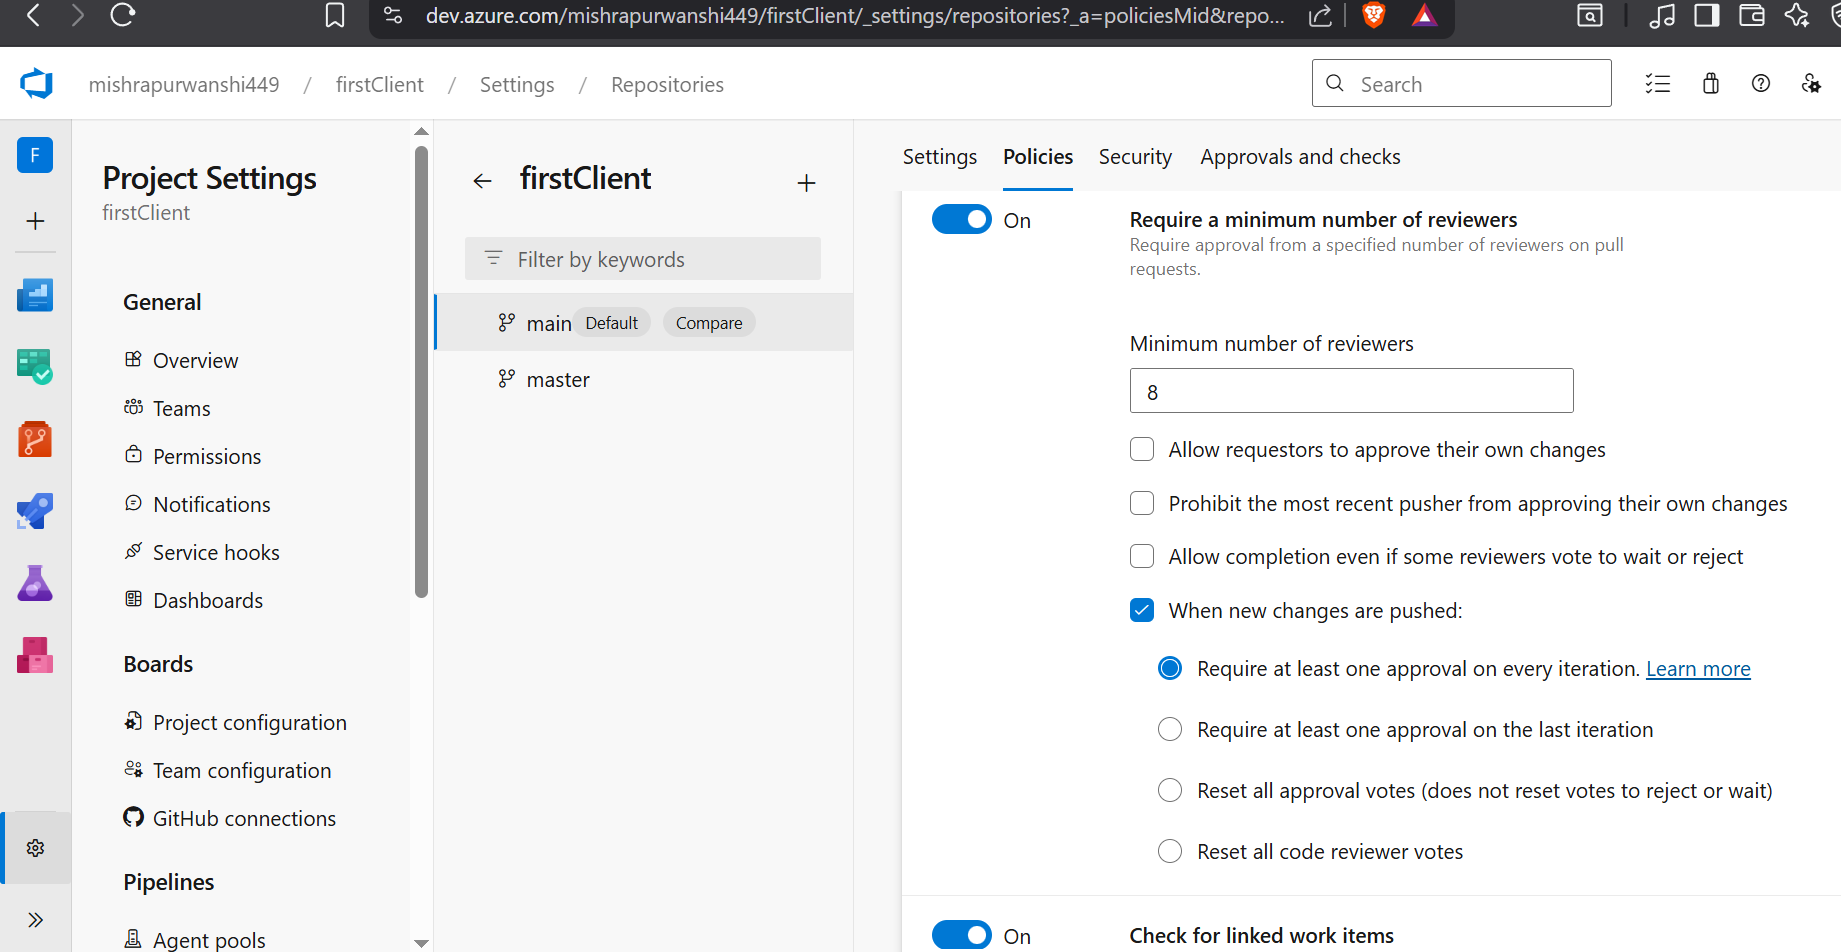 dev.azure.com/mishrapurwanshi449/firstClient/_settings/repositories?_a=policiesMid&repo...
mishrapurwanshi449 / firstClient / Settings / Repositories
Search
F
Project Settings
firstClient
General
Overview
Teams
Permissions
Notifications
Service hooks
Dashboards
Boards
Project configuration
Team configuration
GitHub connections
Pipelines
Agent pools
firstClient
Filter by keywords
main Default Compare
master
Settings Policies Security Approvals and checks
On
Require a minimum number of reviewers
Require approval from a specified number of reviewers on pull
requests.
Minimum number of reviewers
8
Allow requestors to approve their own changes
Prohibit the most recent pusher from approving their own changes
Allow completion even if some reviewers vote to wait or reject
When new changes are pushed:
Require at least one approval on every iteration. Learn more
Require at least one approval on the last iteration
Reset all approval votes (does not reset votes to reject or wait)
Reset all code reviewer votes
On
Check for linked work items